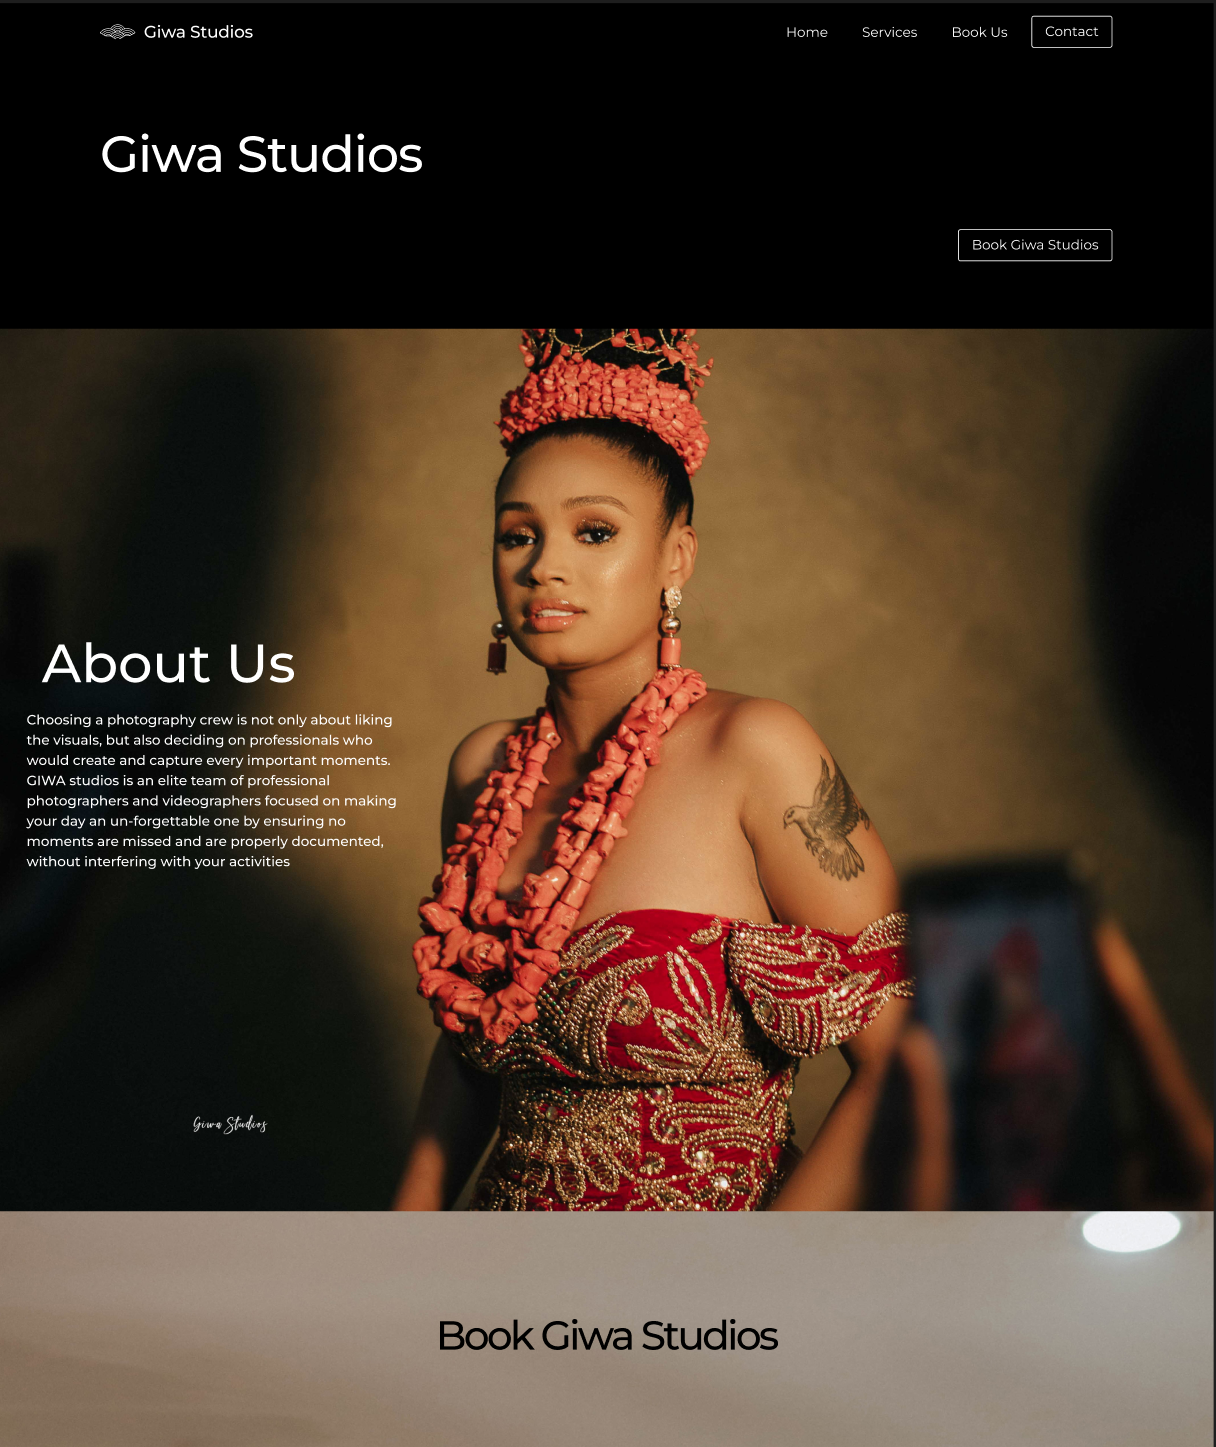 Giwa Studios
Home
Services
Book Us
Contact
Giwa Studios
Book Giwa Studios
About Us
Choosing a photography crew is not only about liking
the visuals, but also deciding on professionals who
would create and capture every important moments.
GIWA studios is an elite team of professional
photographers and videographers focused on making
your day an un-forgettable one by ensuring no
moments are missed and are properly documented,
without interfering with your activities
Giwa Studios
Book Giwa Studios